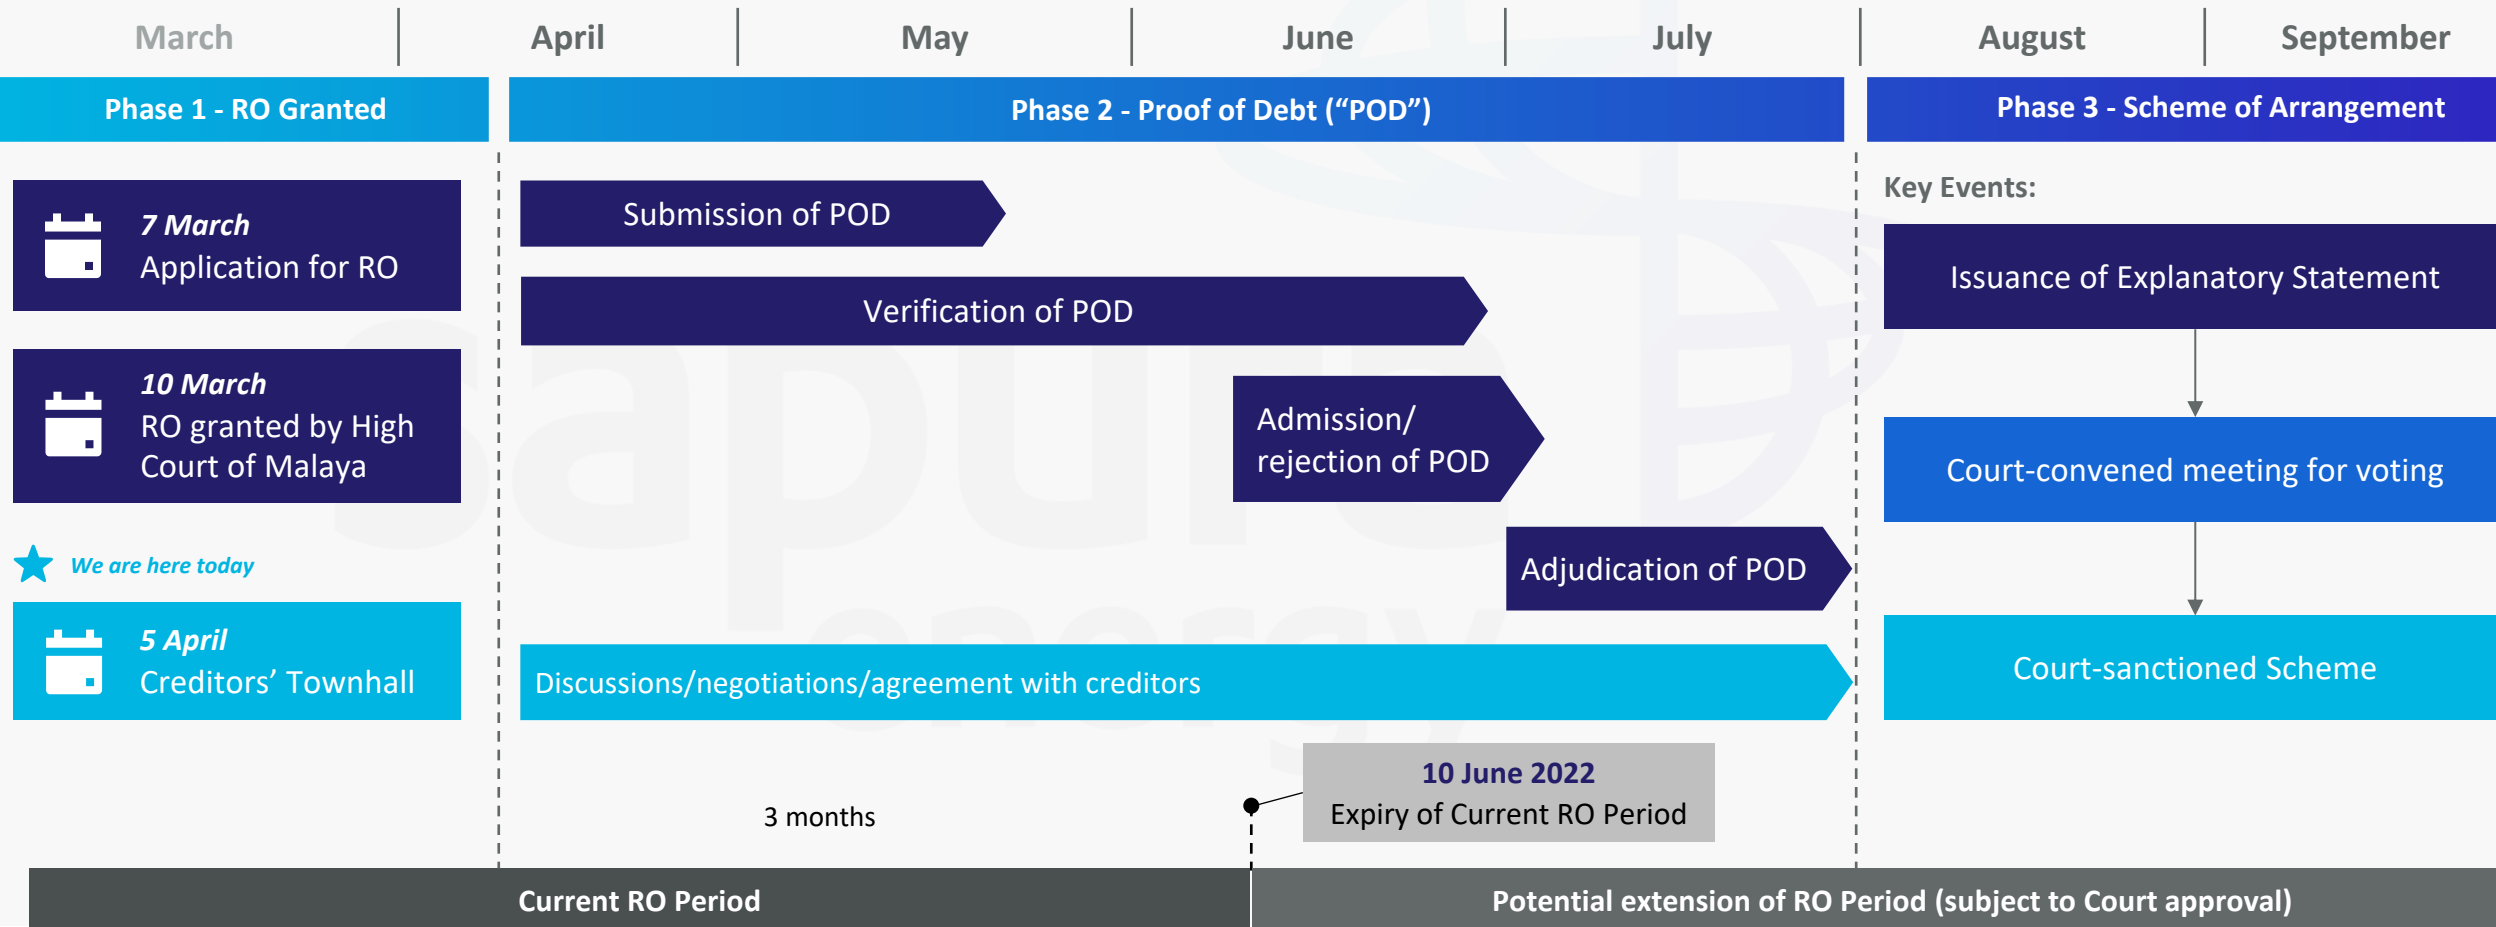 March
April
May
June
July
August
September
Phase 1 - RO Granted
Phase 2 - Proof of Debt (“POD”)
Phase 3 - Scheme of Arrangement
7 March
Application for RO
10 March
RO granted by High
Court of Malaya
We are here today
5 April
Creditors’ Townhall
Submission of POD
Verification of POD
Admission/
rejection of POD
Adjudication of POD
Discussions/negotiations/agreement with creditors
Key Events:
Issuance of Explanatory Statement
Court-convened meeting for voting
Court-sanctioned Scheme
3 months
10 June 2022
Expiry of Current RO Period
Current RO Period
Potential extension of RO Period (subject to Court approval)
sapura
energy